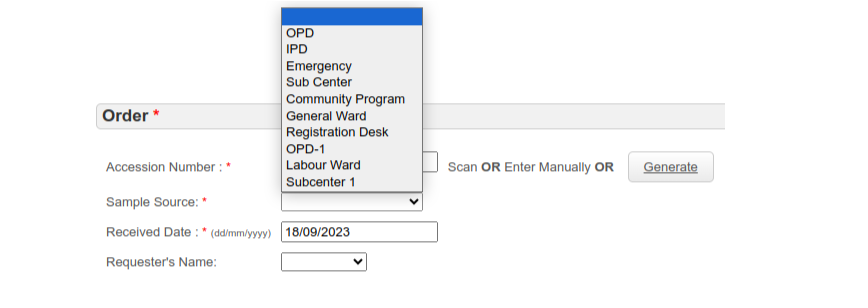 OPD
IPD
Emergency
Sub Center
Community Program
General Ward
Registration Desk
OPD-1
Labour Ward
Subcenter 1
Order *
Accession Number : * Scan OR Enter Manually OR Generate
Sample Source: *
Received Date : * (dd/mm/yyyy) 18/09/2023
Requester's Name: